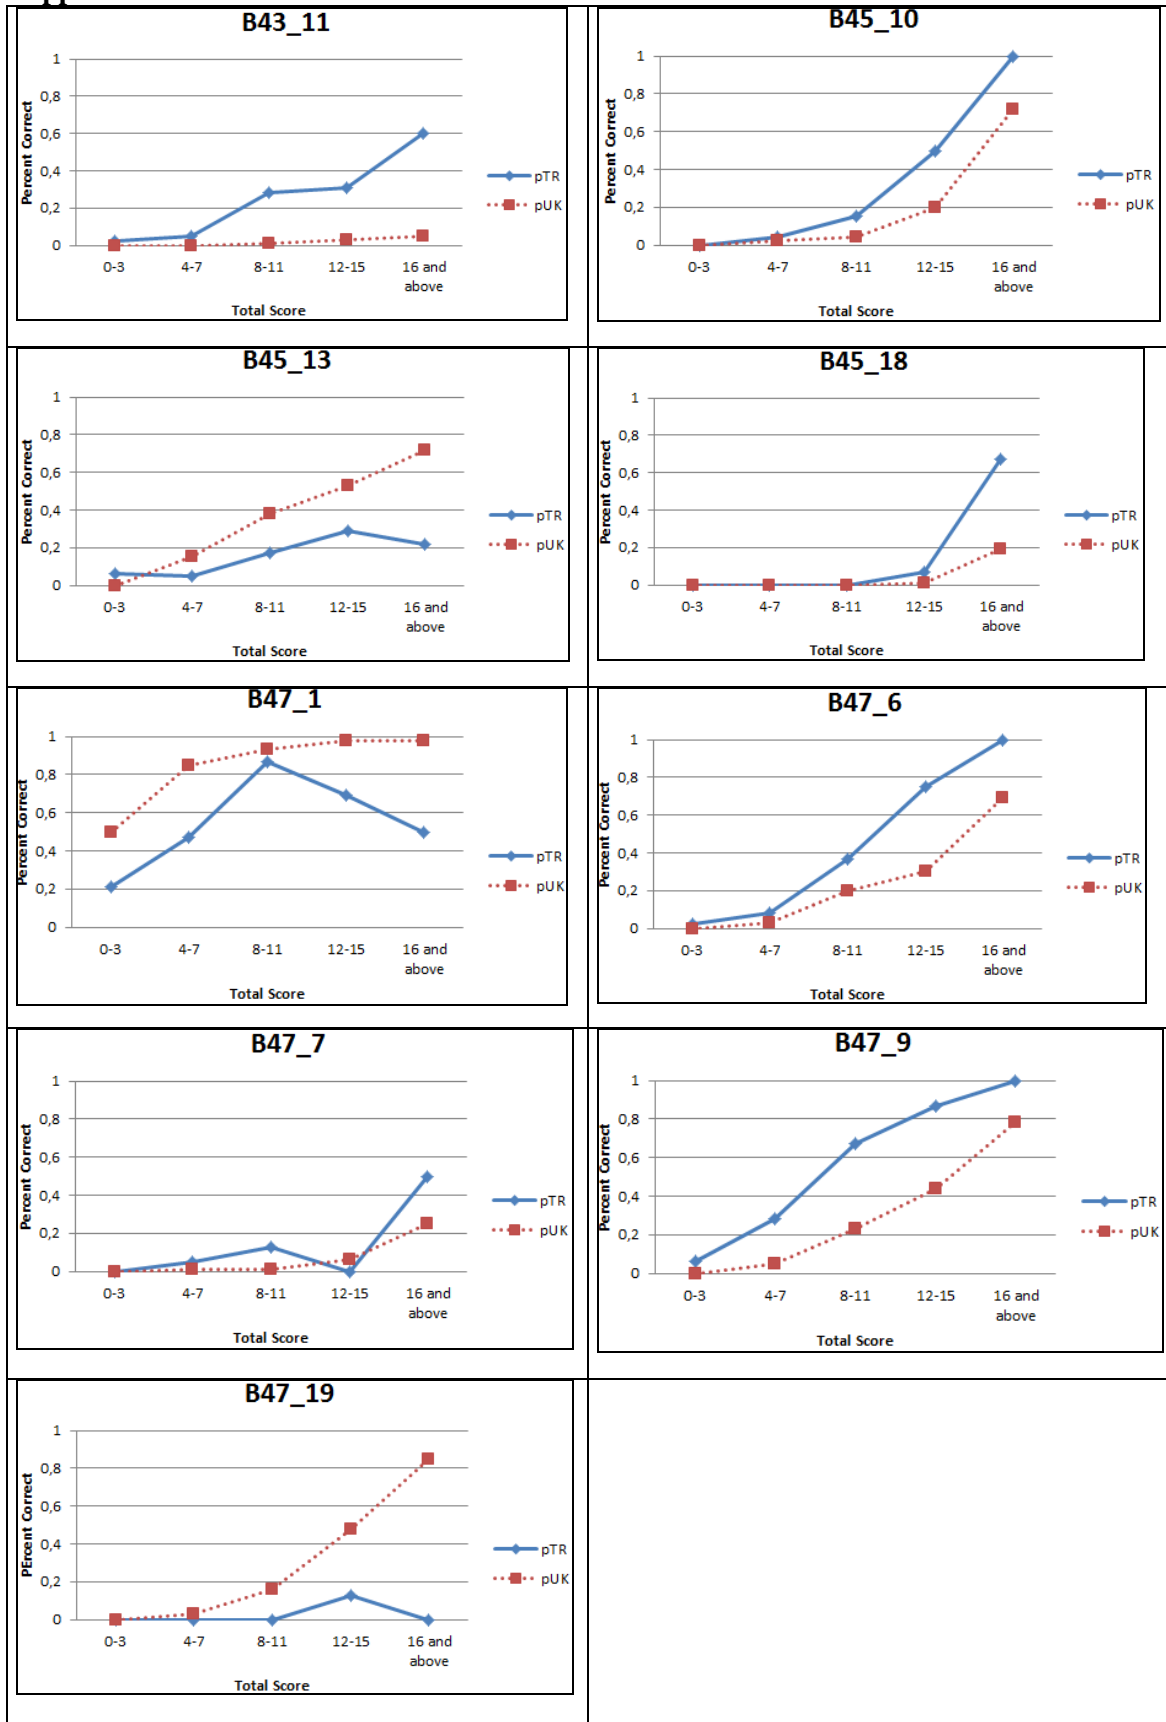 B43_11
1
0,8
0,6
0,4
0,2
0
Percent Correct
0-3 4-7 8-11 12-15 16 and above
Total Score
pTR
pUK
B45_10
1
0,8
0,6
0,4
0,2
0
Percent Correct
0-3 4-7 8-11 12-15 16 and above
Total Score
pTR
pUK
B45_13
1
0,8
0,6
0,4
0,2
0
Percent Correct
0-3 4-7 8-11 12-15 16 and above
Total Score
pTR
pUK
B45_18
1
0,8
0,6
0,4
0,2
0
Percent Correct
0-3 4-7 8-11 12-15 16 and above
Total Score
pTR
pUK
B47_1
1
0,8
0,6
0,4
0,2
0
Percent Correct
0-3 4-7 8-11 12-15 16 and above
Total Score
pTR
pUK
B47_6
1
0,8
0,6
0,4
0,2
0
Percent Correct
0-3 4-7 8-11 12-15 16 and above
Total Score
pTR
pUK
B47_7
1
0,8
0,6
0,4
0,2
0
Percent Correct
0-3 4-7 8-11 12-15 16 and above
Total Score
pTR
pUK
B47_9
1
0,8
0,6
0,4
0,2
0
Percent Correct
0-3 4-7 8-11 12-15 16 and above
Total Score
pTR
pUK
B47_19
1
0,8
0,6
0,4
0,2
0
PErcent Correct
0-3 4-7 8-11 12-15 16 and above
Total Score
pTR
pUK